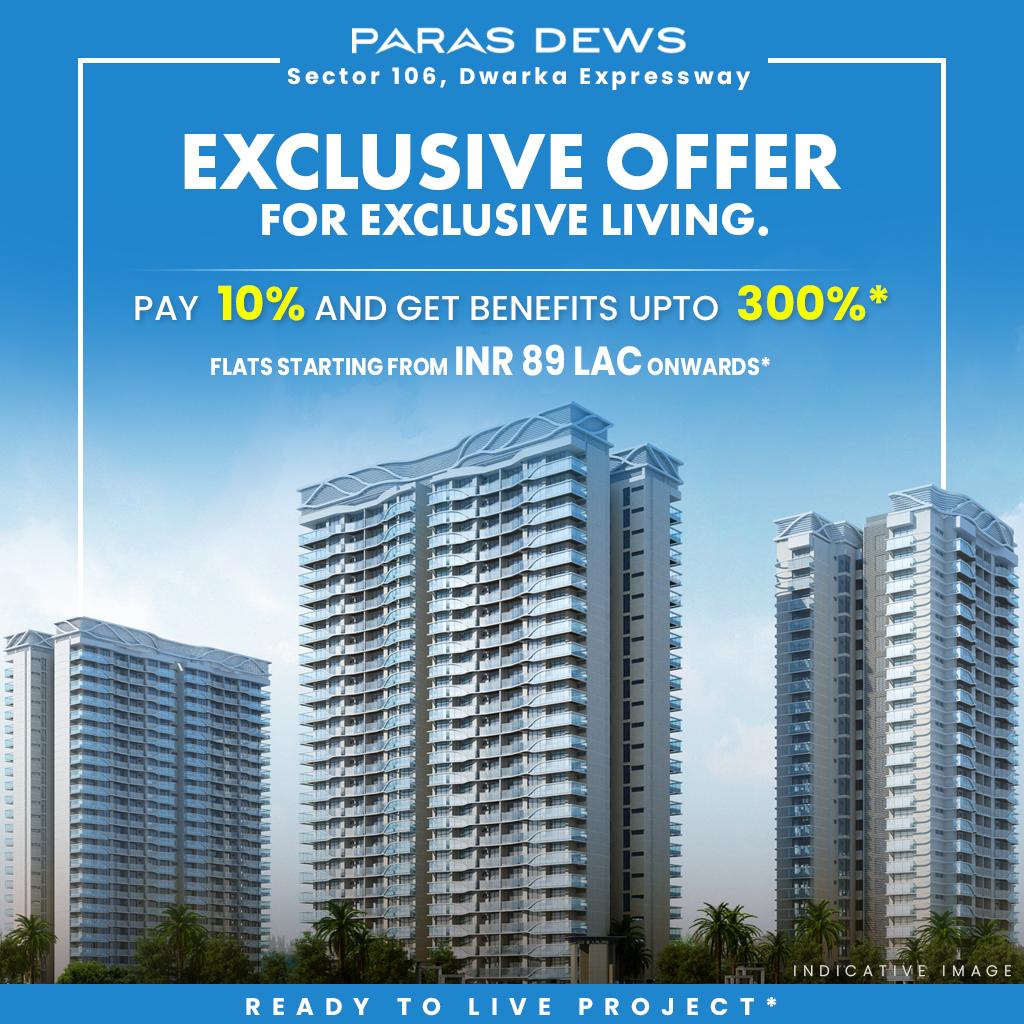 PARAS DEWS
Sector 106, Dwarka Expressway
EXCLUSIVE OFFER
FOR EXCLUSIVE LIVING.
PAY 10% AND GET BENEFITS UPTO 300%*
FLATS STARTING FROM INR 89 LAC ONWARDS*
INDICATIVE IMAGE
READY TO LIVE PROJECT*